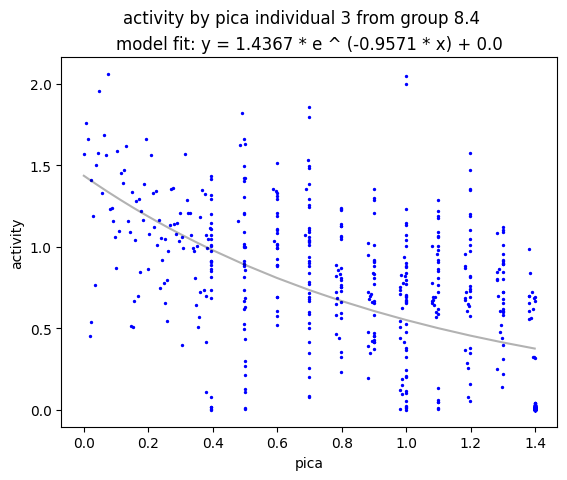 activity by pica individual 3 from group 8.4
model fit: y = 1.4367 * e ^ (-0.9571 * x) + 0.0
2.0
1.5
1.0
0.5
0.0
activity
0.0 0.2 0.4 0.6 0.8 1.0 1.2 1.4
pica